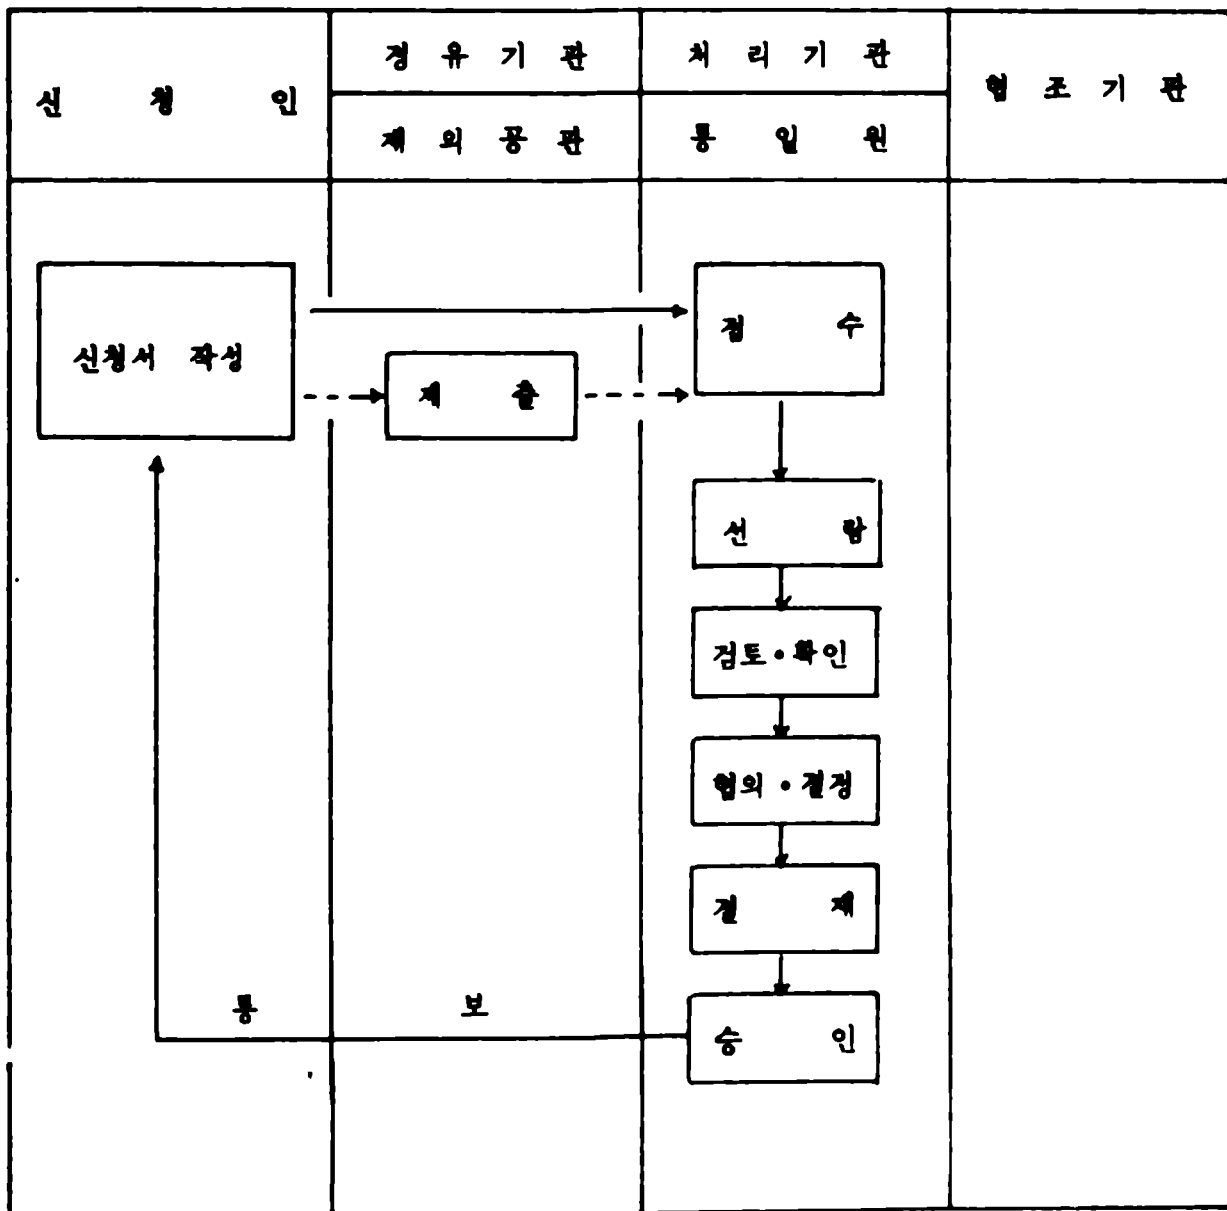 신 청 인
경 유 기 관
처 리 기 관
협 조 기 관
재 외 공 관
통 일 원
신청서 작성
접 수
제 출
선 람
검토·확인
협의·결정
결 재
통 보
승 인